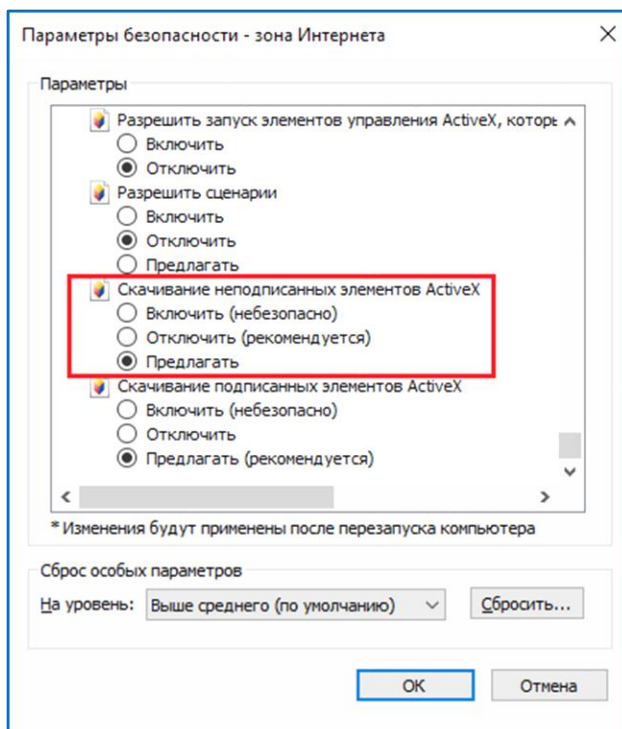 Параметры безопасности - зона Интернета
Параметры
Разрешить запуск элементов управления ActiveX, которы
Включить
Отключить
Разрешить сценарии
Включить
Отключить
Предлагать
Скачивание неподписанных элементов ActiveX
Включить (небезопасно)
Отключить (рекомендуется)
Предлагать
Скачивание подписанных элементов ActiveX
Включить (небезопасно)
Отключить
Предлагать (рекомендуется)
* Изменения будут применены после перезапуска компьютера
Сброс особых параметров
На уровень: Выше среднего (по умолчанию) Сбросить...
ОК Отмена